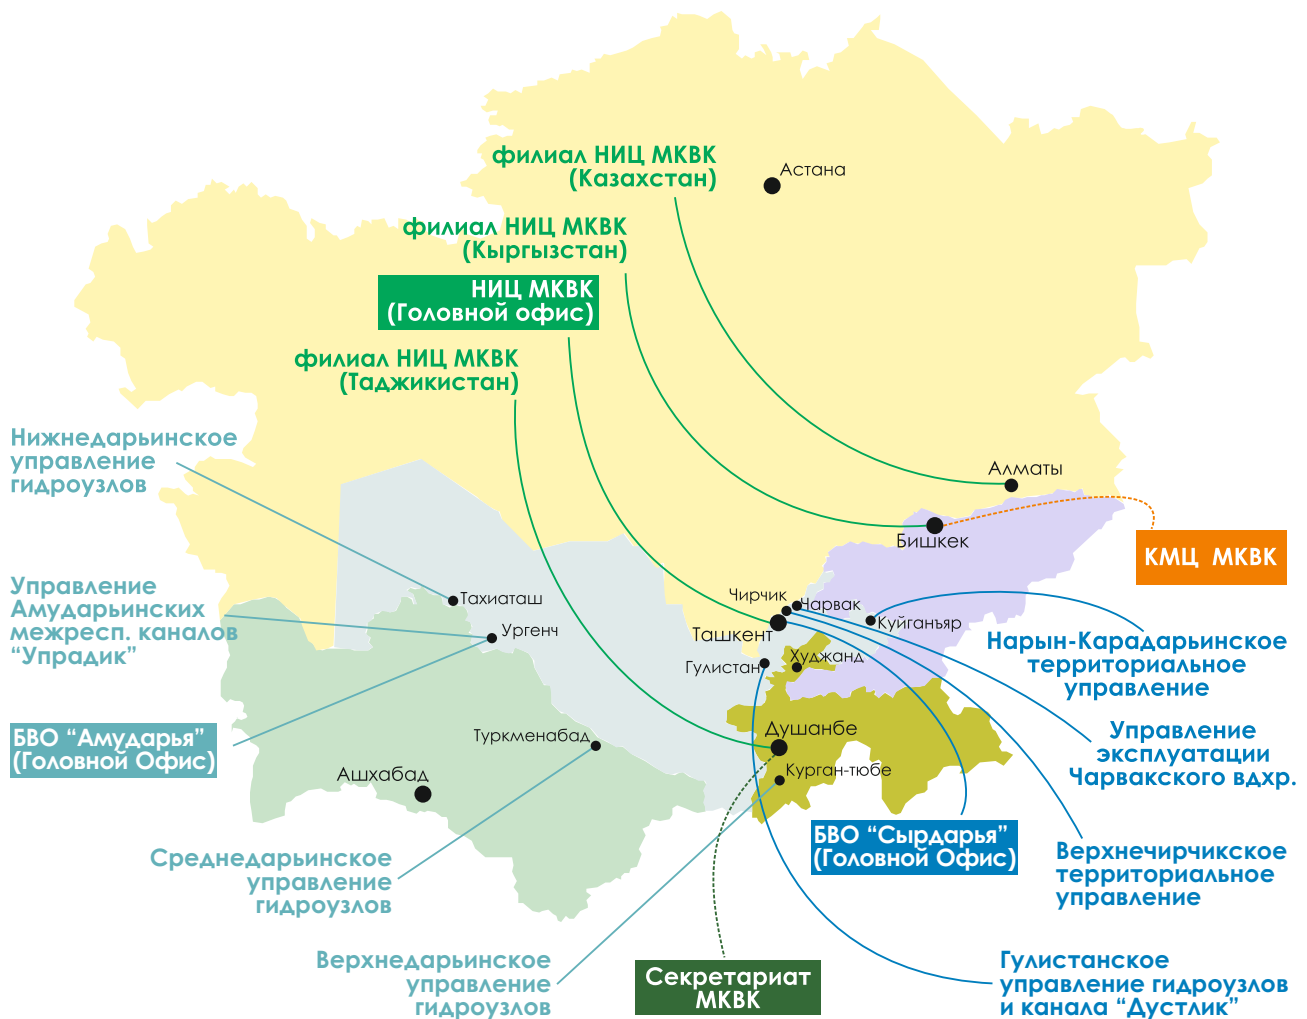 филиал НИЦ МКВК
(Казахстан)
Астана
филиал НИЦ МКВК
(Кыргызстан)
НИЦ МКВК
(Головной офис)
филиал НИЦ МКВК
(Таджикистан)
Нижнедарьинское
управление
гидроузлов
Алматы
Бишкек
КМЦ МКВК
Управление
Амударьинских
межресп. каналов
“Упрадик”
Тахиаташ
Ургенч
Чирчик
Чарвак
Ташкент
Куйганъяр
Гулистан
Худжанд
Нарын-Карадарьинское
территориальное
управление
БВО “Амударья”
(Головной Офис)
Туркменабад
Ашхабад
Душанбе
Курган-тюбе
Управление
эксплуатации
Чарвакского вдхр.
БВО “Сырдарья”
(Головной Офис)
Среднедарьинское
управление
гидроузлов
Верхнечирчикское
территориальное
управление
Верхнедарьинское
управление
гидроузлов
Секретариат
МКВК
Гулистанское
управление гидроузлов
и канала “Дустлик”